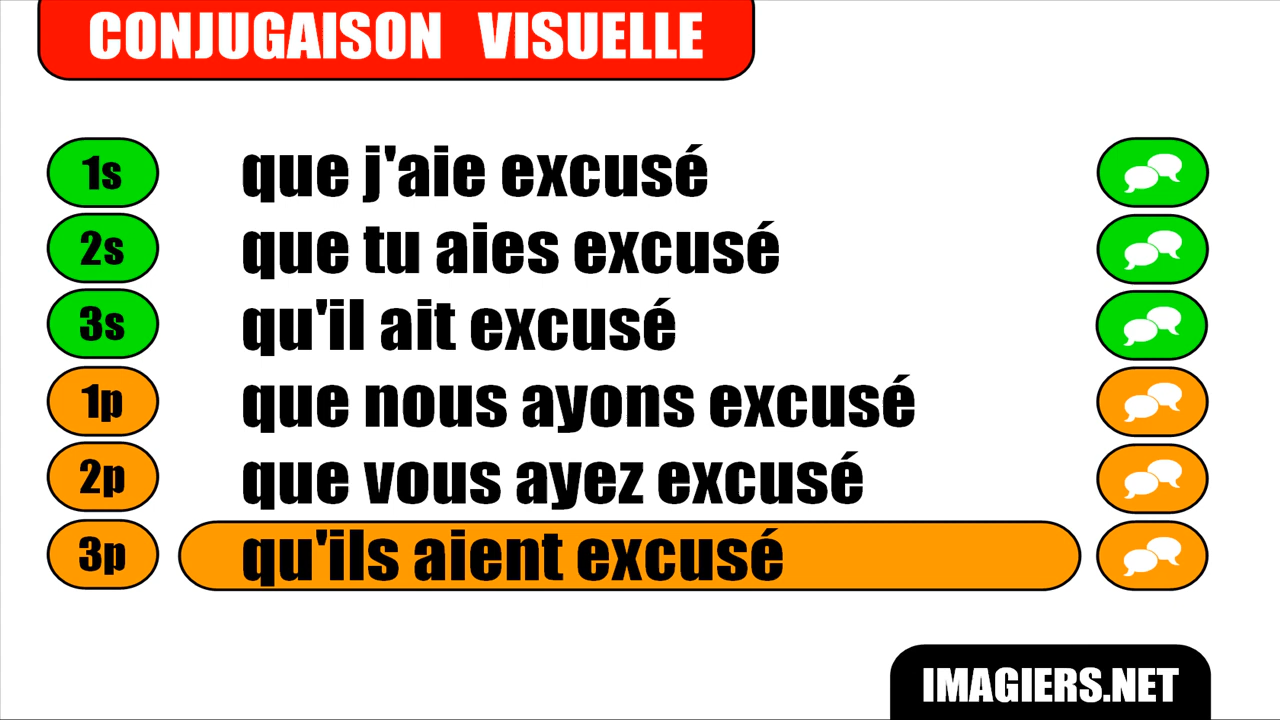 CONJUGAISON VISUELLE
1s que j'aie excusé
2s que tu aies excusé
3s qu'il ait excusé
1p que nous ayons excusé
2p que vous ayez excusé
3p qu'ils aient excusé
IMAGIERS.NET